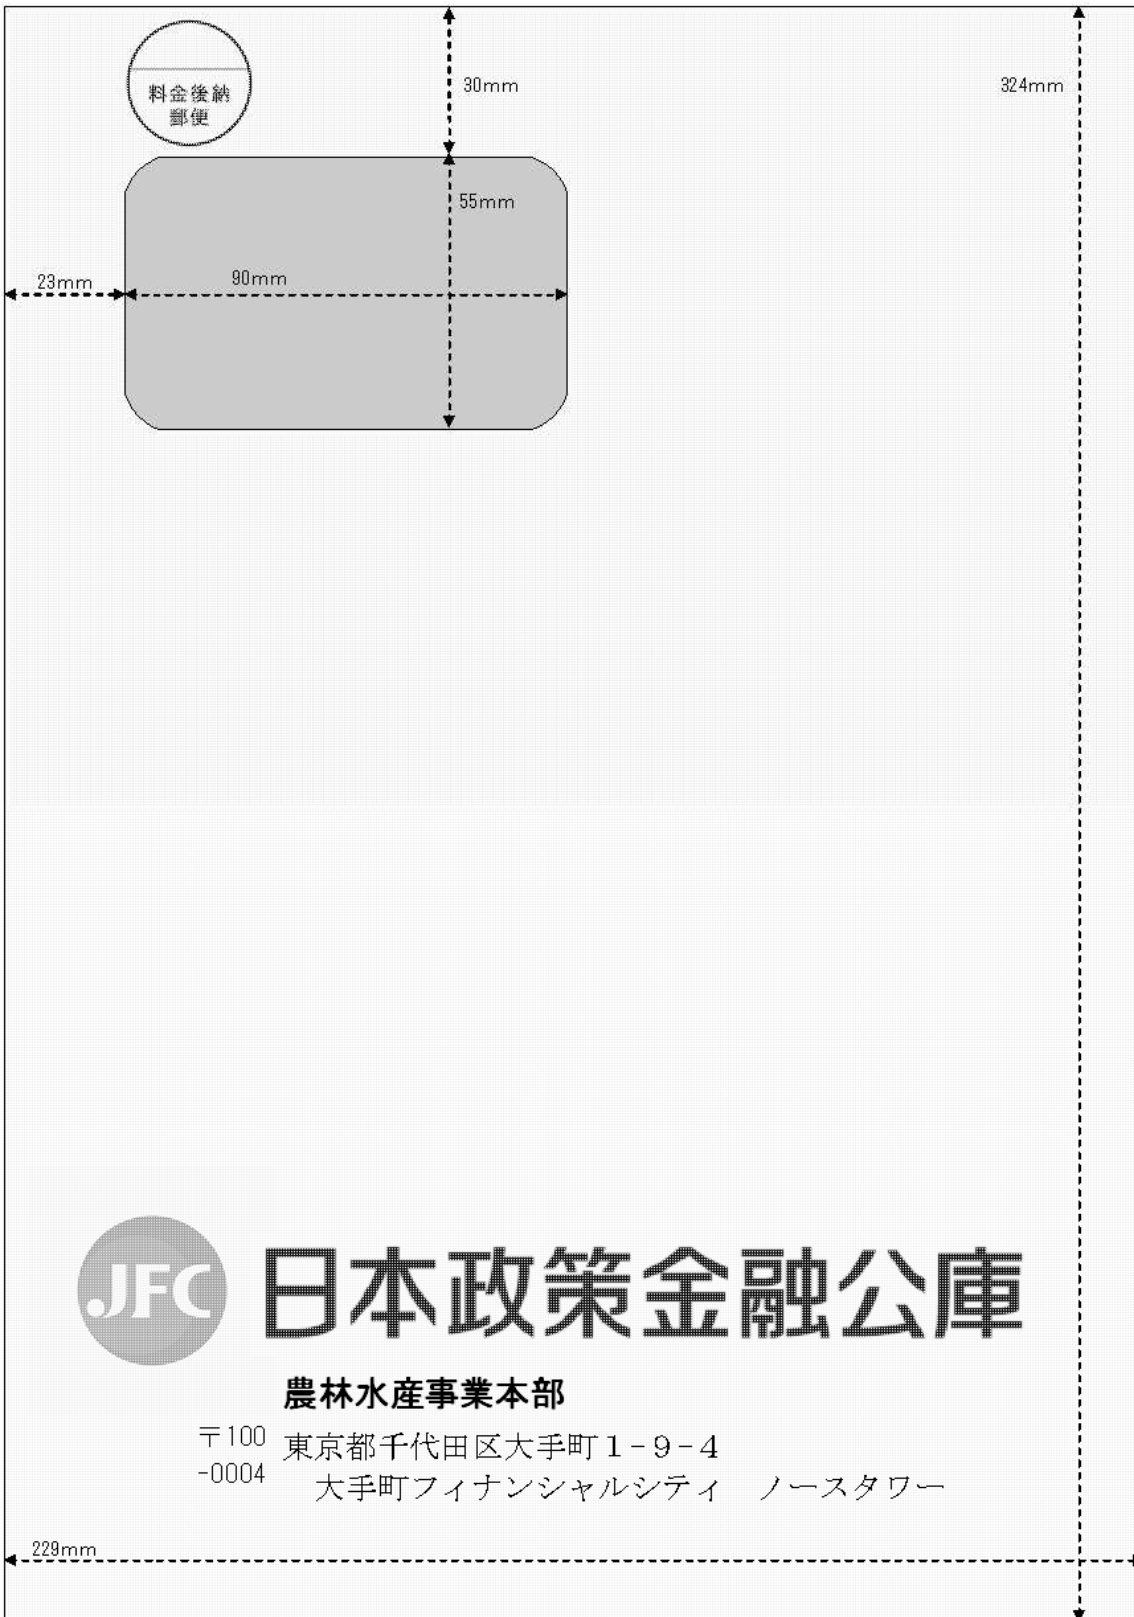 料金後納
郵便
30mm
324mm
55mm
23mm
90mm
JFC 日本政策金融公庫
農林水産事業本部
〒100
-0004
東京都千代田区大手町1-9-4
大手町フィナンシャルシティ　ノースタワー
229mm